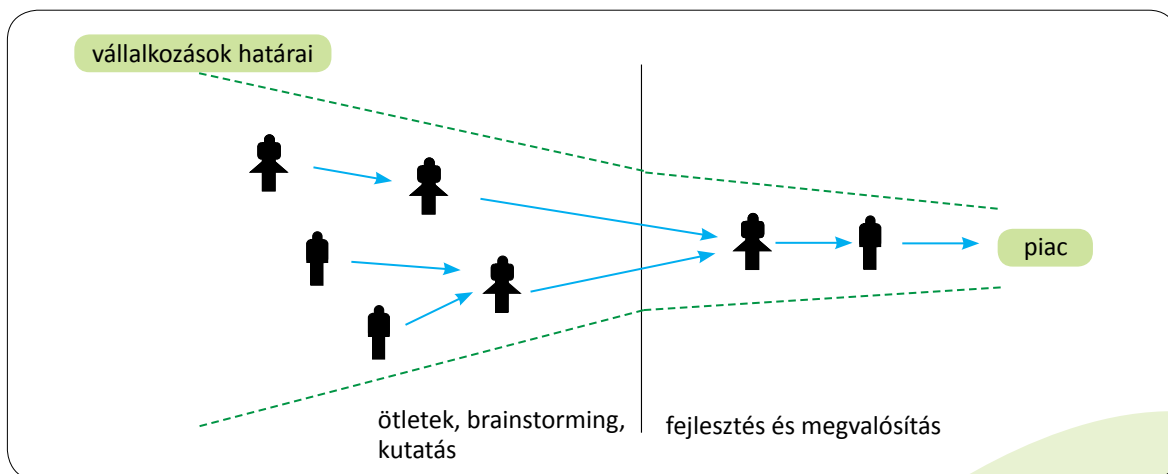 vállalkozások határai
piac
ötletek, brainstorming,
kutatás
fejlesztés és megvalósítás